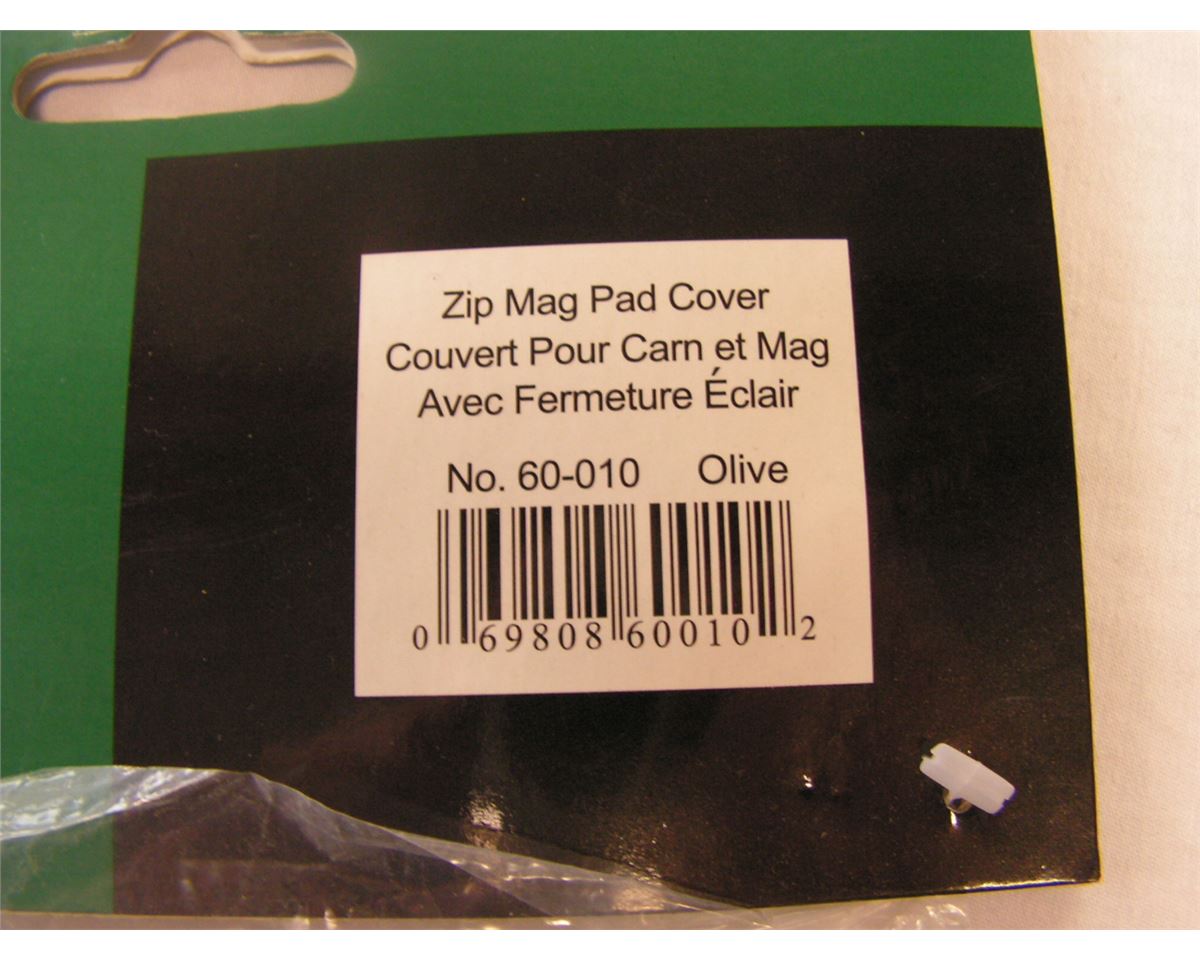 Zip Mag Pad Cover
Couvert Pour Carn et Mag
Avec Fermeture Éclair
No. 60-010 Olive
0 69808 60010 2